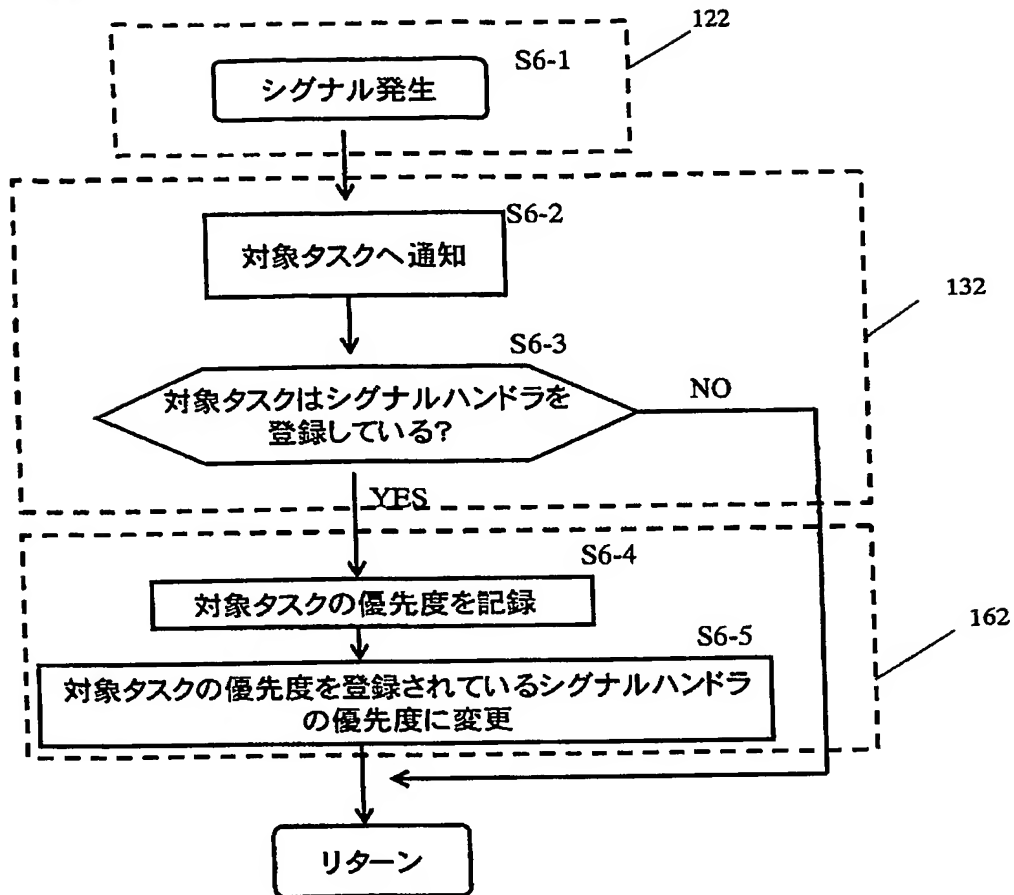 122
S6-1
シグナル発生
S6-2
対象タスクへ通知
132
S6-3
対象タスクはシグナルハンドラを
登録している?
NO
YES
S6-4
対象タスクの優先度を記録
162
S6-5
対象タスクの優先度を登録されているシグナルハンドラ
の優先度に変更
リターン